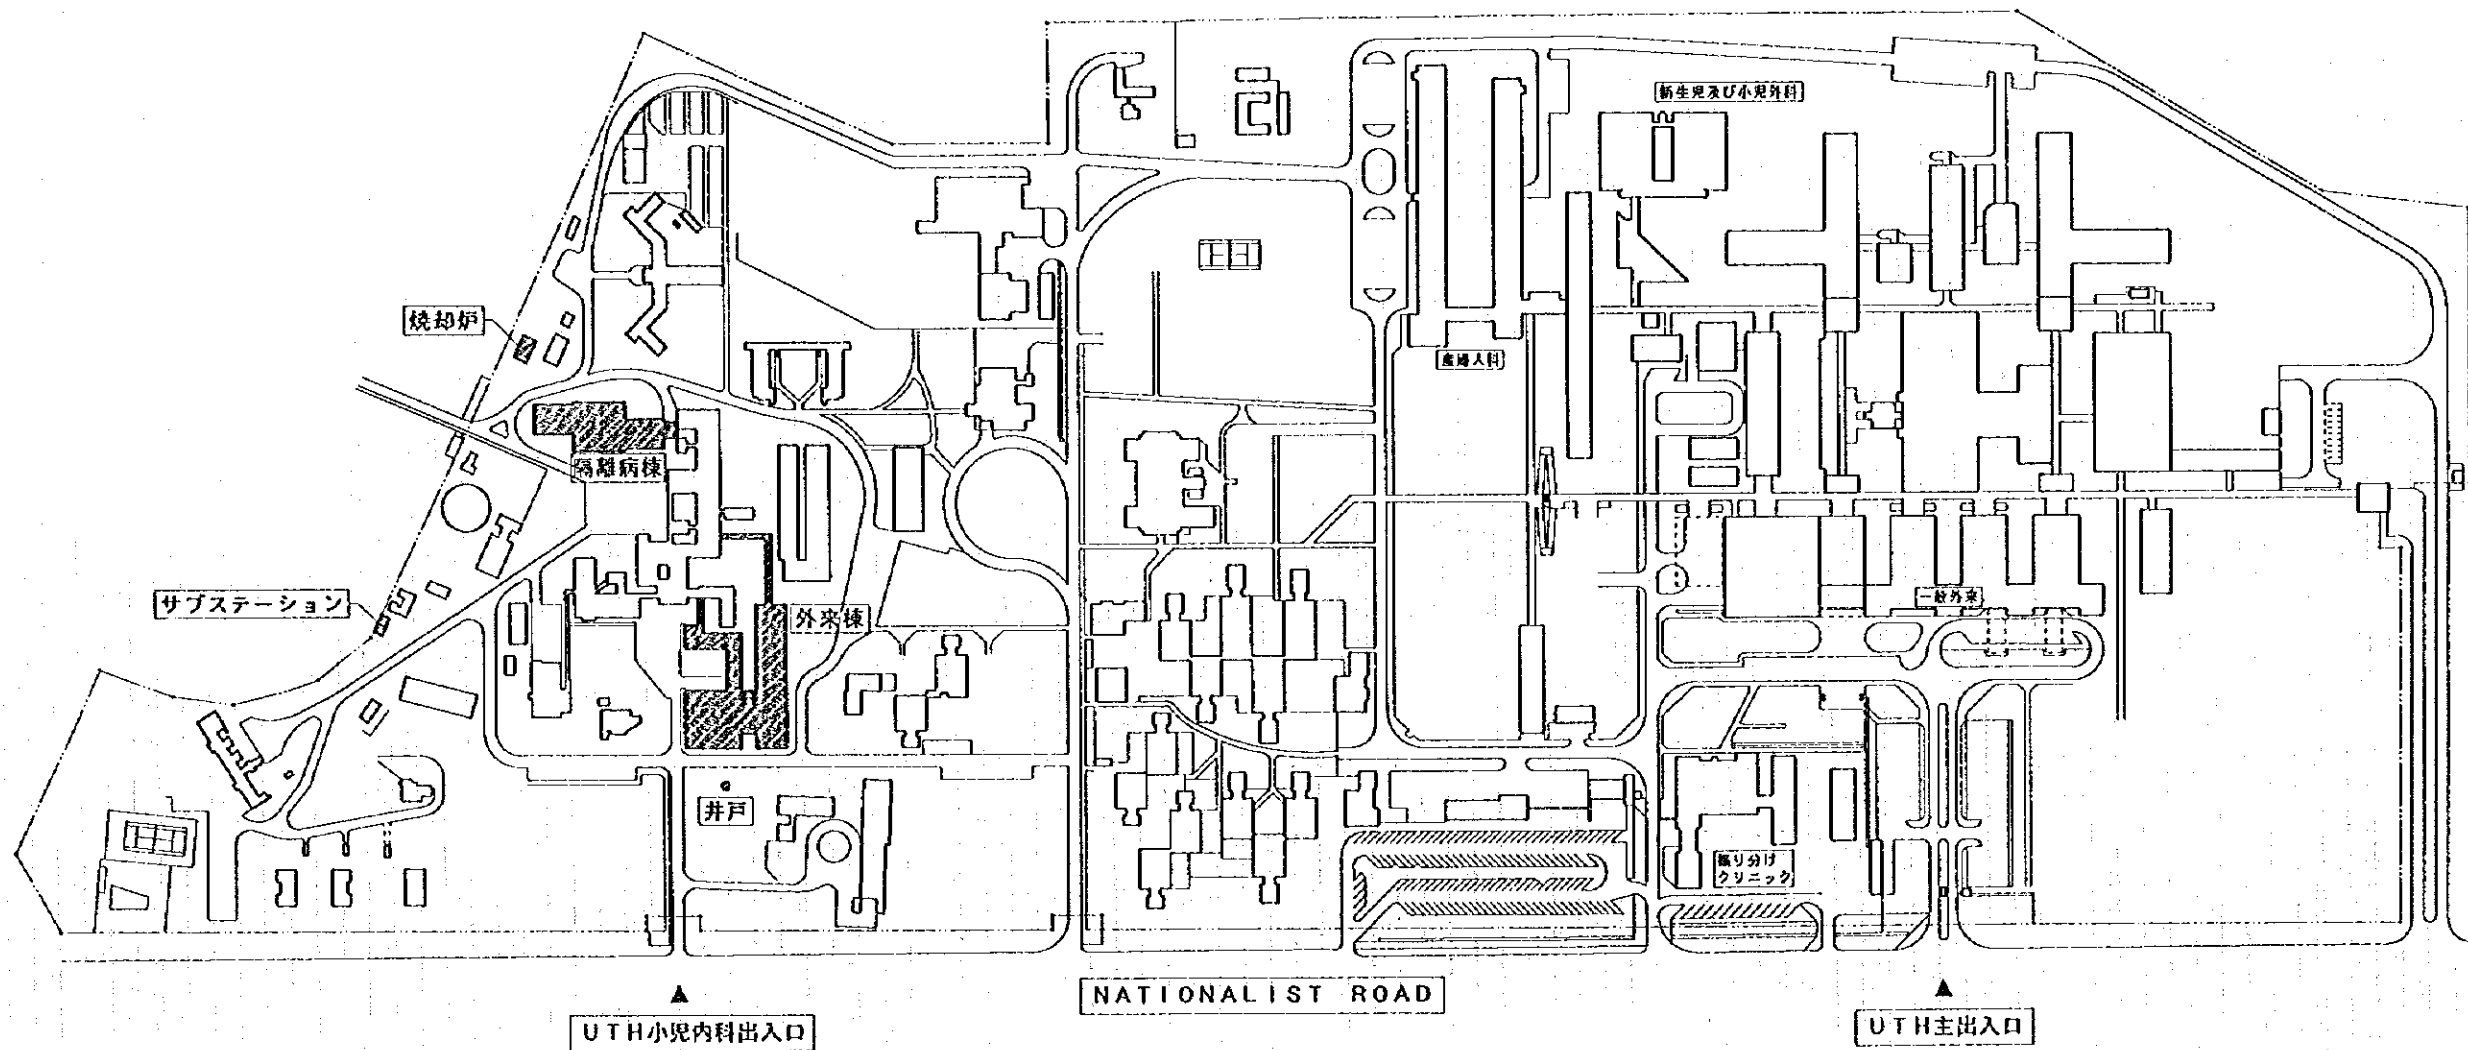 新生児及び小児外科
焼却炉
産婦人科
隔離病棟
サブステーション
外来棟
一般外来
井戸
振り分け
クリニック
NATIONALIST ROAD
UTH小児内科出入口
UTH主出入口